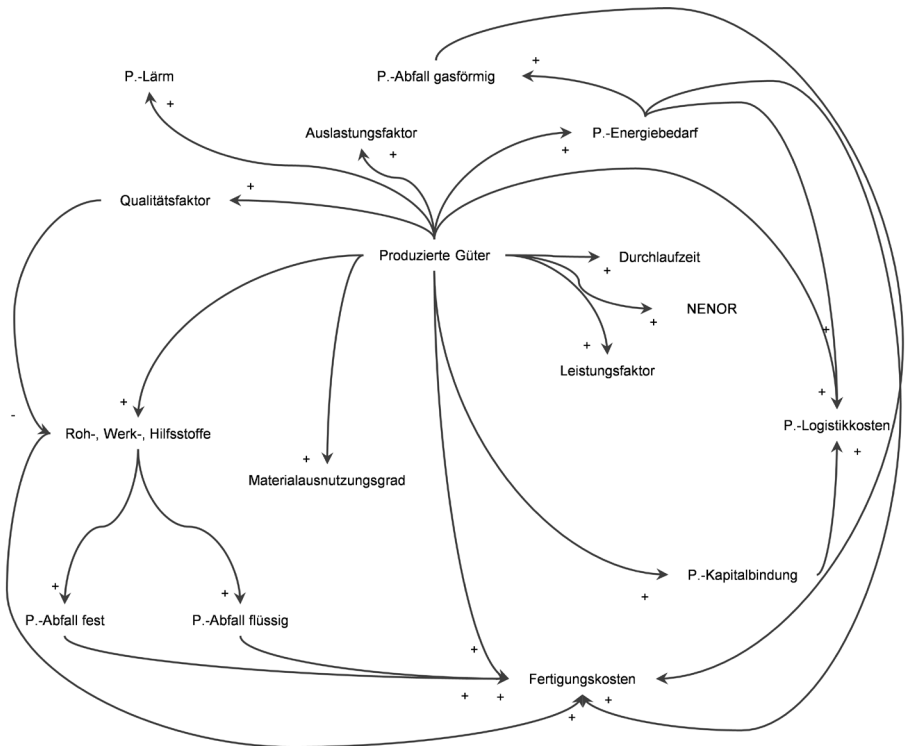 +
P.-Lärm
P.-Abfall gasförmig
+
Auslastungsfaktor
P.-Energiebedarf
+
+
+
Qualitätsfaktor
Produzierte Güter
Durchlaufzeit
+
NENOR
+
+
+
Leistungsfaktor
+
+
-
P.-Logistikkosten
Roh-, Werk-, Hilfsstoffe
+
+
Materialausnutzungsgrad
P.-Kapitalbindung
+
+
+
P.-Abfall fest
P.-Abfall flüssig
+
Fertigungskosten
+
+
+
+